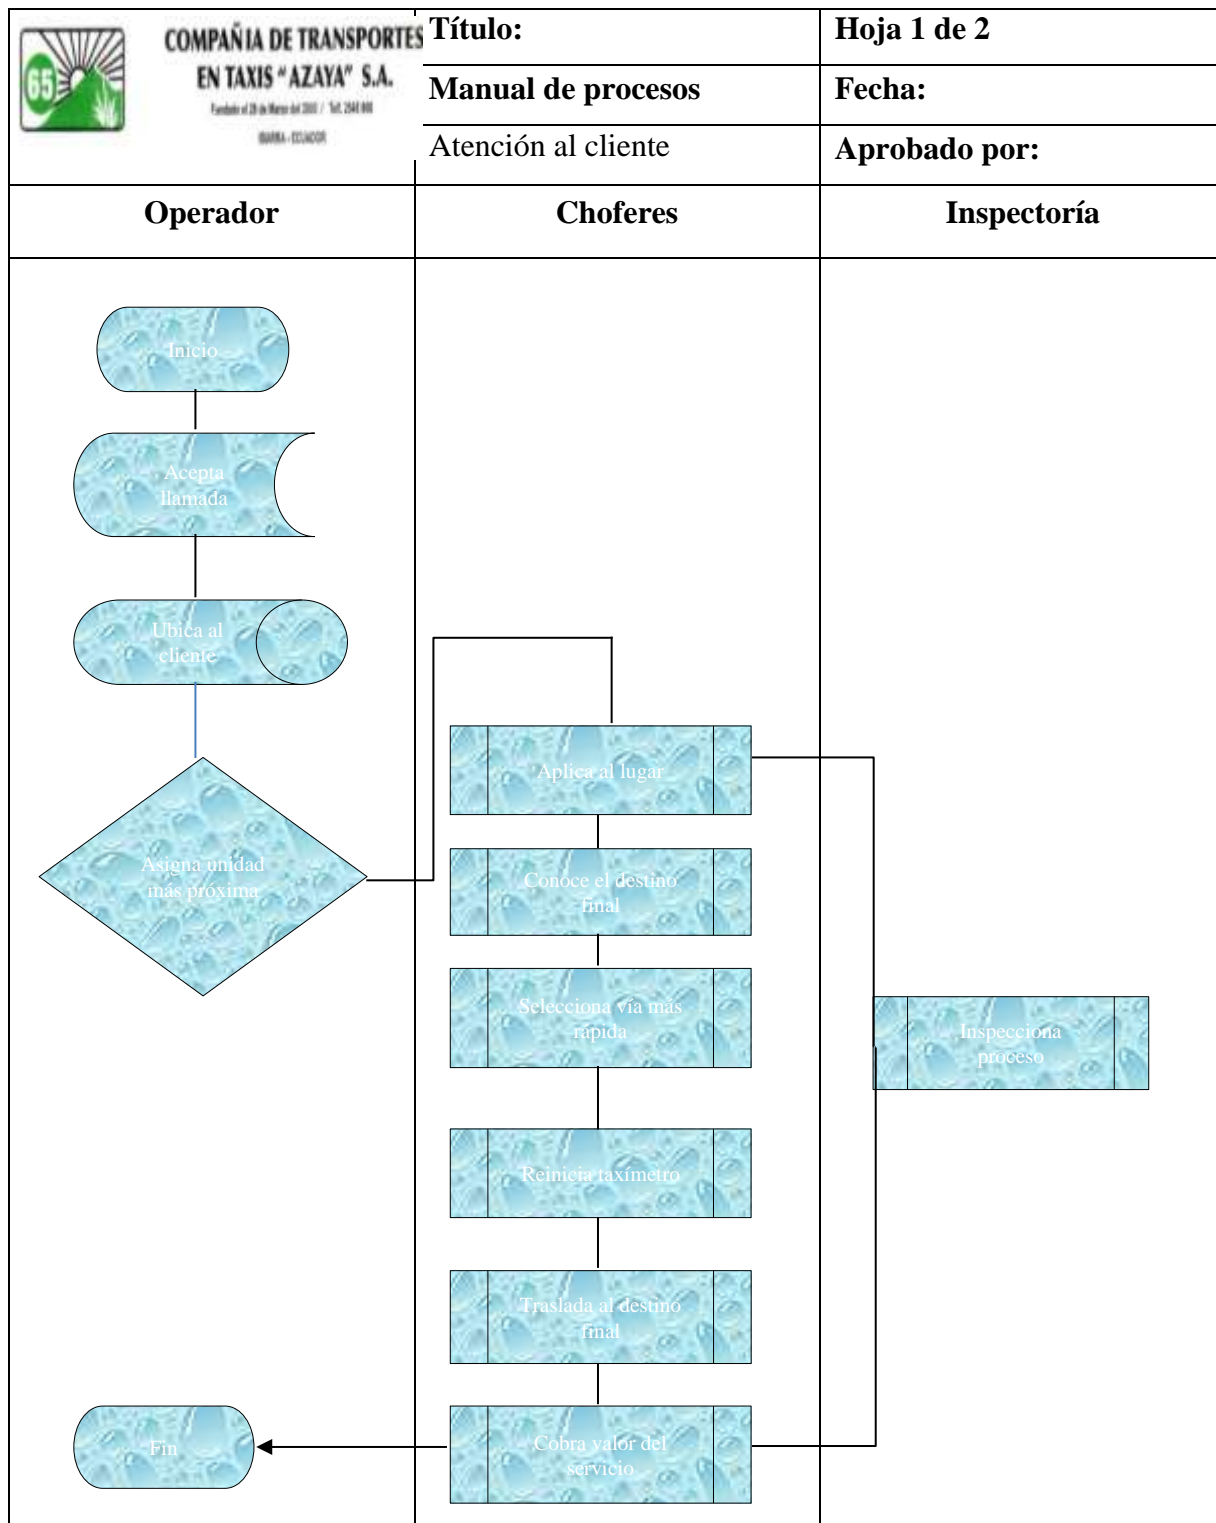 65
COMPAÑIA DE TRANSPORTES
EN TAXIS "AZAYA" S.A.
IBARRA - ECUADOR
Título:
Hoja 1 de 2
Manual de procesos
Fecha:
Atención al cliente
Aprobado por:
Operador
Choferes
Inspectoría
Inicio
Acepta
llamada
Ubica al
cliente
Asigna unidad
más próxima
Aplica al lugar
Conoce el destino
final
Selecciona vía más
rápida
Reinicia taxímetro
Traslada al destino
final
Cobra valor del
servicio
Inspecciona
proceso
Fin